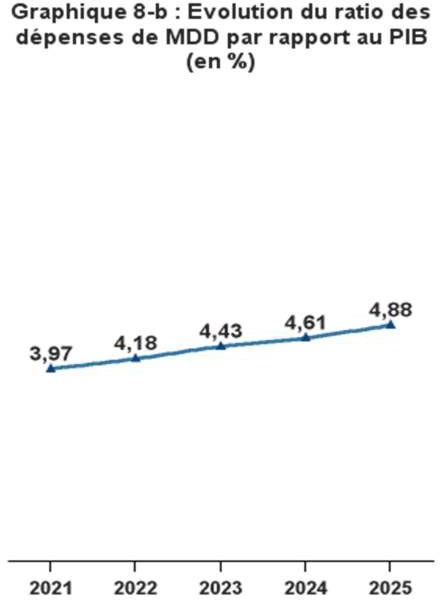 Graphique 8-b : Evolution du ratio des
dépenses de MDD par rapport au PIB
(en %)
3,97
4,18
4,43
4,61
4,88
2021 2022 2023 2024 2025